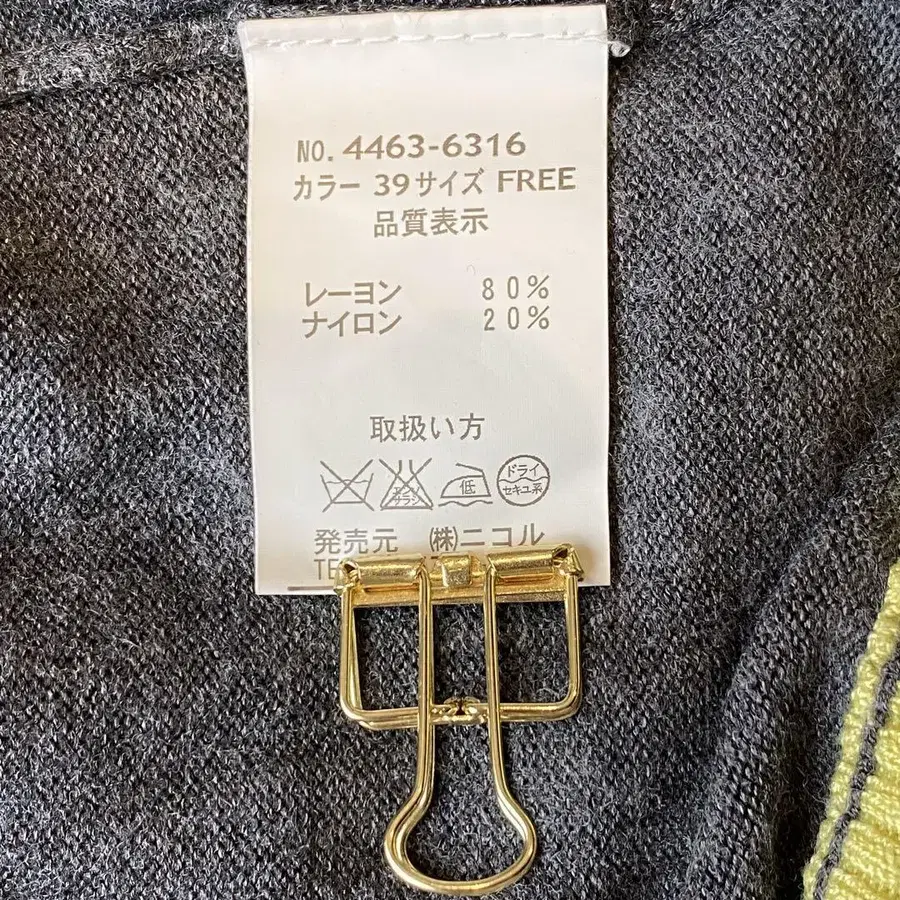 NO. 4463-6316
カラー 39サイズ FREE
品質表示
レーヨン 80%
ナイロン 20%
取扱い方
低
ドライ
セキユ系
発売元 ㈱ニコル